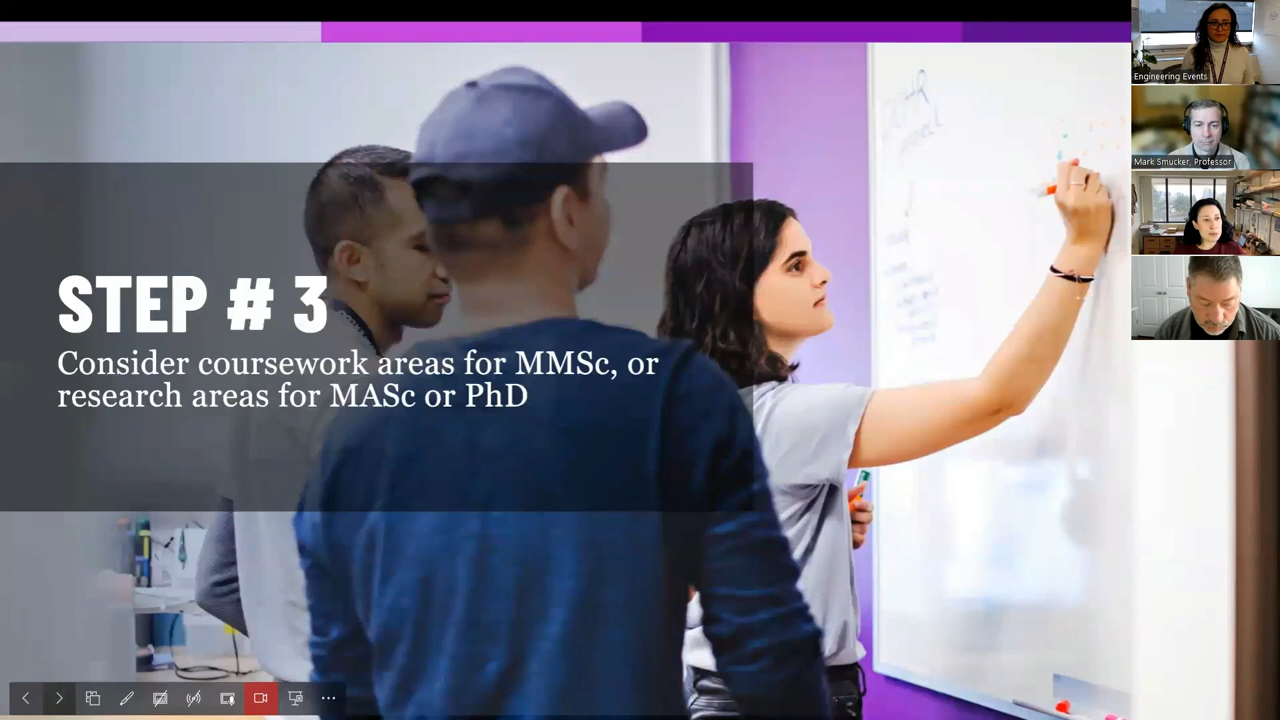 STEP # 3
Consider coursework areas for MMSc, or
research areas for MASc or PhD
Engineering Events
Mark Smucker, Professor